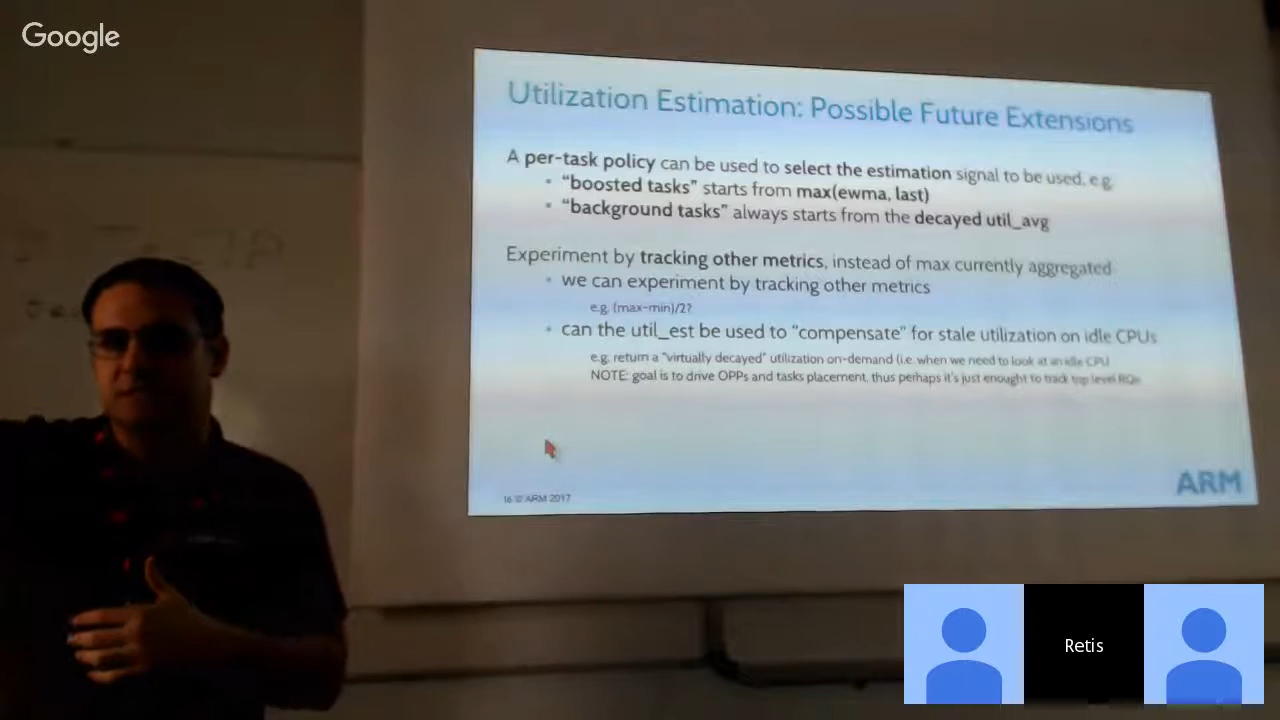 Google
Utilization Estimation: Possible Future Extensions
A per-task policy can be used to select the estimation signal to be used, e.g.
• “boosted tasks” starts from max(ewma, last)
• “background tasks” always starts from the decayed util_avg
Experiment by tracking other metrics, instead of max currently aggregated
• we can experiment by tracking other metrics
e.g. (max-min)/2?
• can the util_est be used to “compensate” for stale utilization on idle CPUs
e.g. return a “virtually decayed” utilization on-demand (i.e. when we need to look at an idle CPU
NOTE: goal is to drive OPPs and tasks placement, thus perhaps it's just enought to track top level RQs
16 © ARM 2017
ARM
Retis